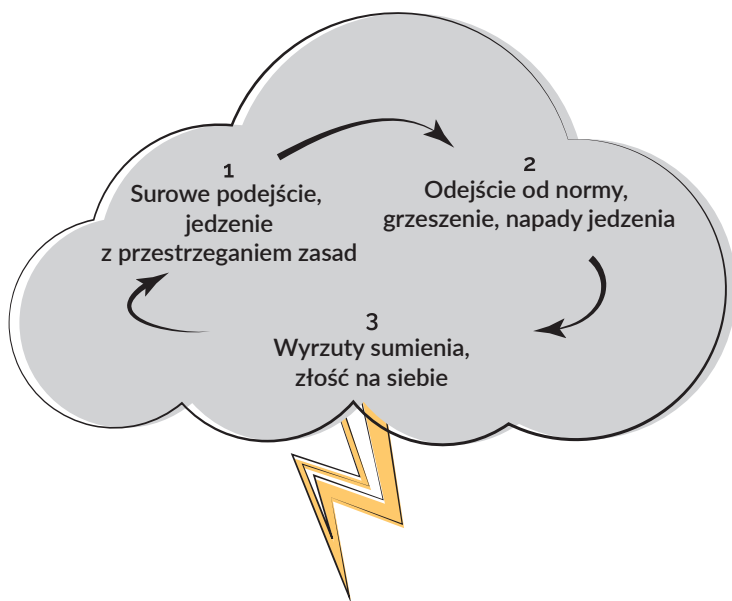 1
Surowe podejście,
jedzenie
z przestrzeganiem zasad
2
Odejście od normy,
grzeszenie, napady jedzenia
3
Wyrzuty sumienia,
złość na siebie